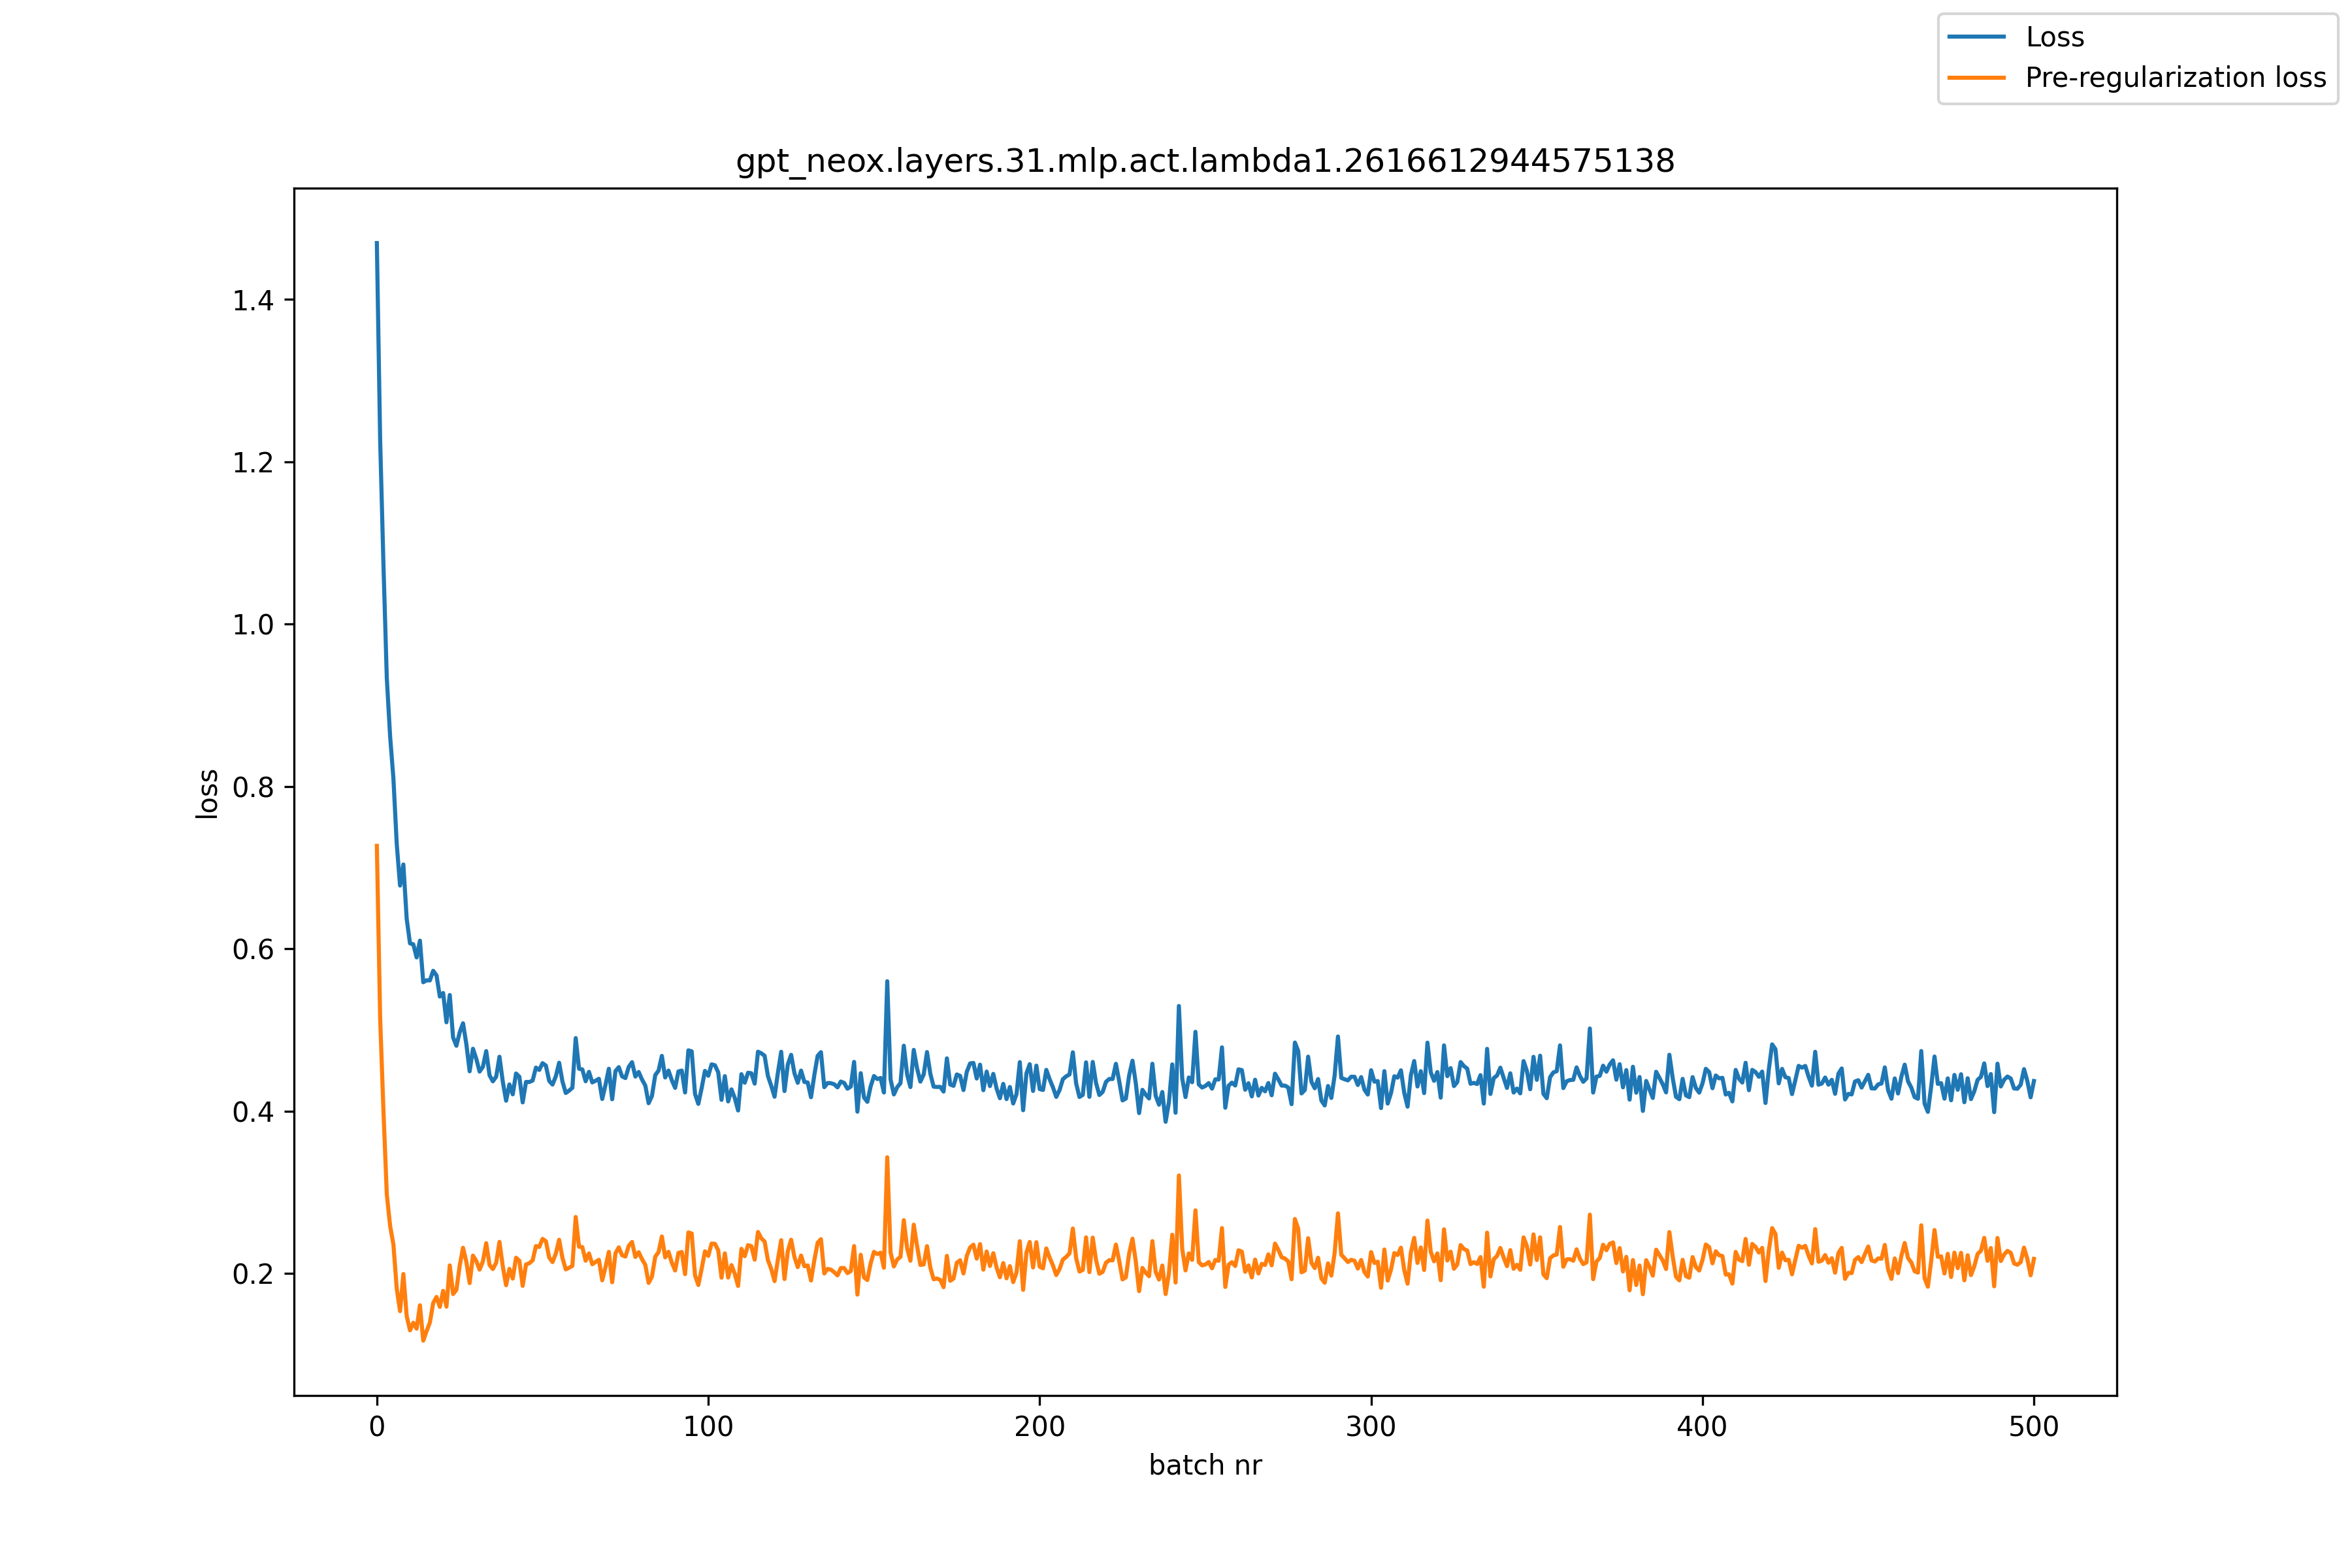 Loss
Pre-regularization loss
gpt_neox.layers.31.mlp.act.lambda1.2616612944575138
1.4
1.2
1.0
0.8
0.6
0.4
0.2
loss
0 100 200 300 400 500
batch nr